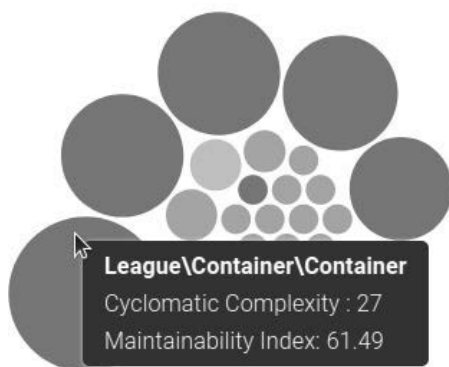 League\Container\Container
Cyclomatic Complexity : 27
Maintainability Index: 61.49